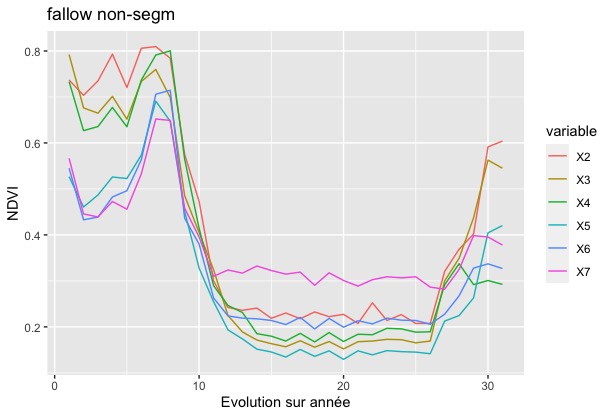 fallow non-segm
0.8
0.6
0.4
0.2
NDVI
0
10
20
30
Evolution sur année
variable
X2
X3
X4
X5
X6
X7